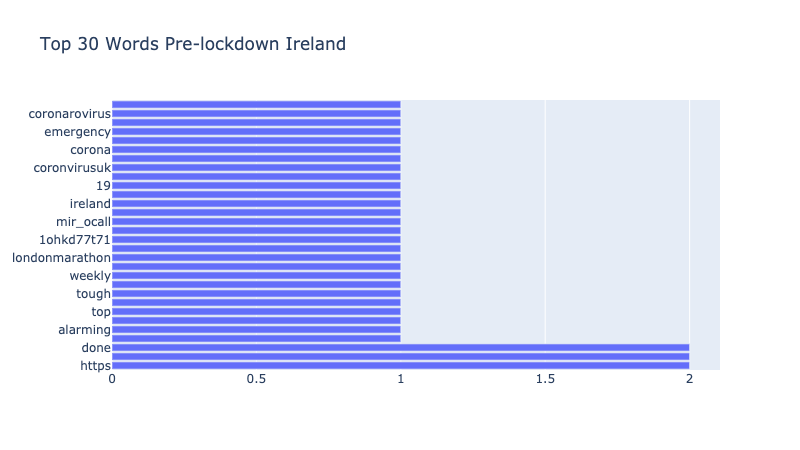 Top 30 Words Pre-lockdown Ireland
coronarovirus
emergency
corona
coronvirusuk
19
ireland
mir_ocall
1ohkd77t71
londonmarathon
weekly
tough
top
alarming
done
https
0 0.5 1 1.5 2